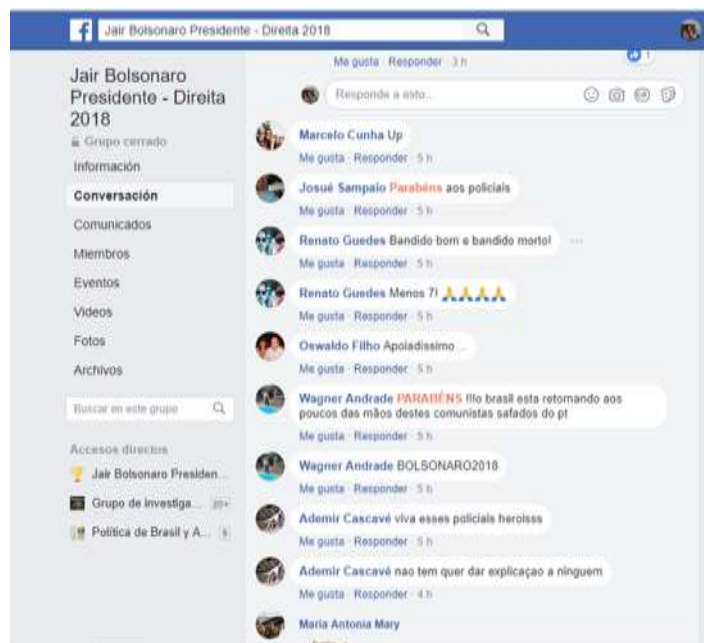 Jair Bolsonaro Presidente - Direita 2018
Jair Bolsonaro
Presidente - Direita
2018
Grupo cerrado
Información
Conversación
Comunicados
Miembros
Eventos
Videos
Fotos
Archivos
Buscar en este grupo
Accesos directos
Jair Bolsonaro Presiden...
Grupo de investiga... 20+
Política de Brasil y A...
Me gusta · Responder · 3 h
1
Responde a esto...
Marcelo Cunha Up
Me gusta · Responder · 5 h
Josué Sampaio Parabéns aos policiais
Me gusta · Responder · 5 h
Renato Guedes Bandido bom e bandido morto!
Me gusta · Responder · 5 h
Renato Guedes Menos 7! 🙏🙏🙏🙏
Me gusta · Responder · 5 h
Oswaldo Filho Apoiadissimo...
Me gusta · Responder · 5 h
Wagner Andrade PARABÉNS !!!o brasil esta retornando aos
poucos das mãos destes comunistas safados do pt
Me gusta · Responder · 5 h
Wagner Andrade BOLSONARO2018
Me gusta · Responder · 5 h
Ademir Cascavé viva esses policiais heroisss
Me gusta · Responder · 5 h
Ademir Cascavé nao tem quer dar explicaçao a ninguem
Me gusta · Responder · 4 h
Maria Antonia Mary